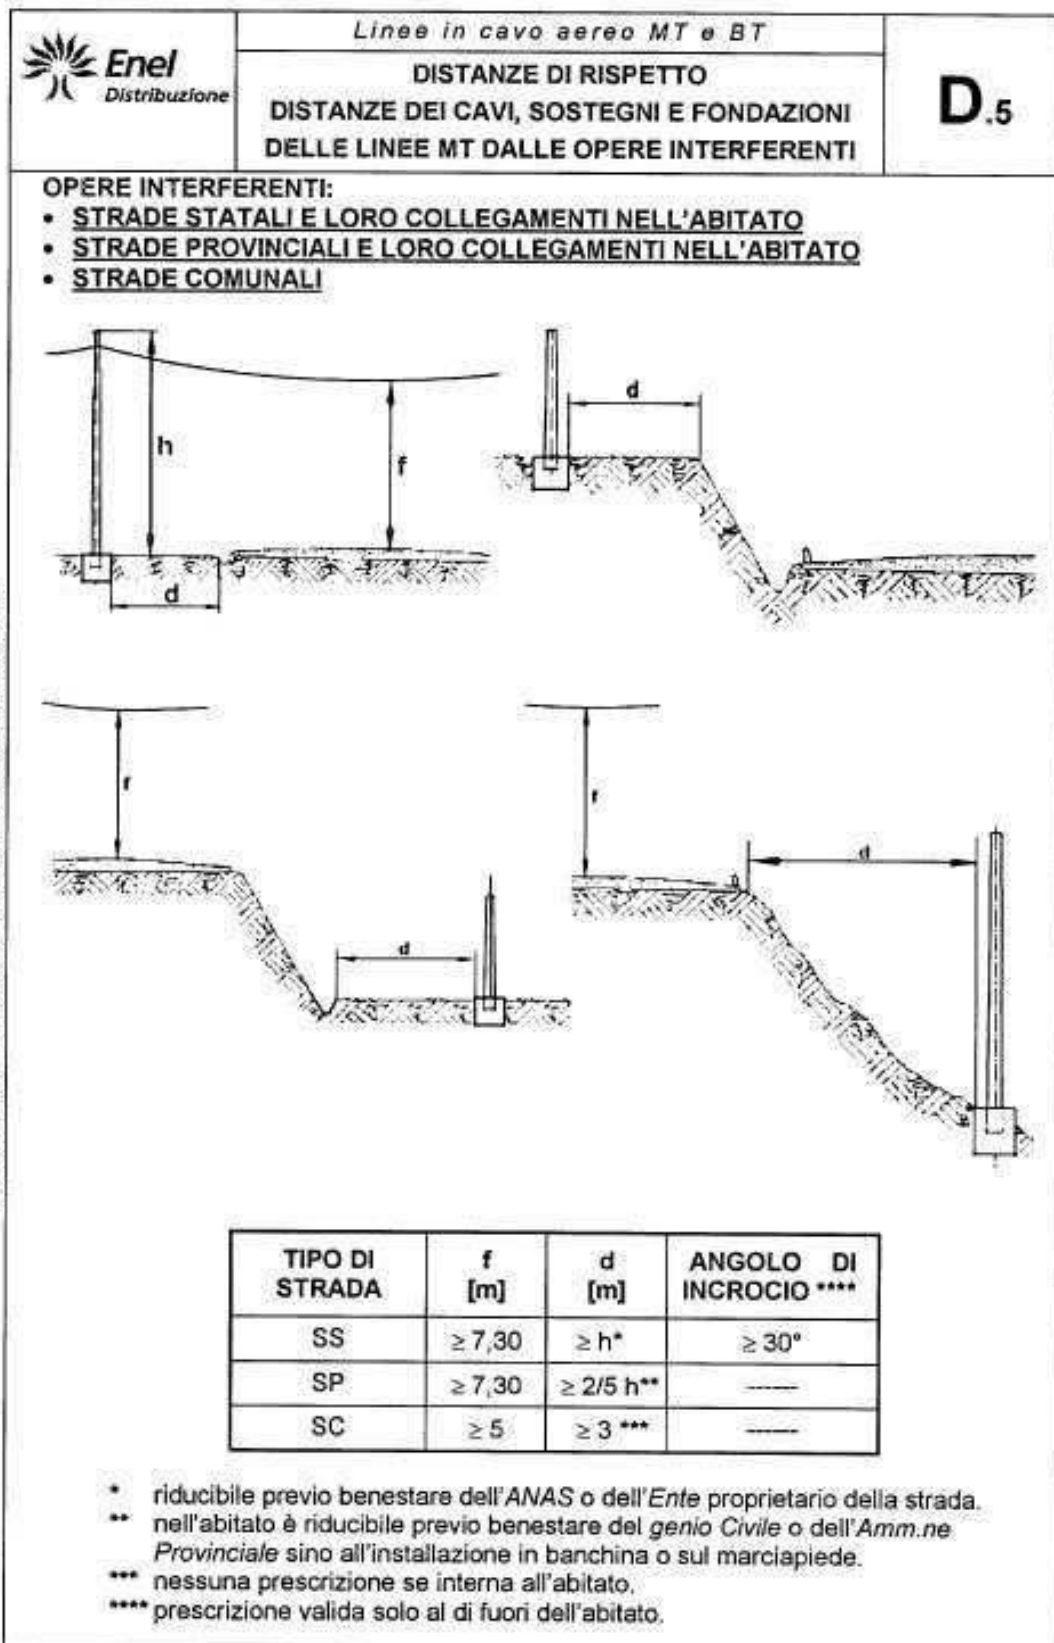 Enel
Distribuzione
Linee in cavo aereo MT e BT
DISTANZE DI RISPETTO
DISTANZE DEI CAVI, SOSTEGNI E FONDAZIONI
DELLE LINEE MT DALLE OPERE INTERFERENTI
D.5
OPERE INTERFERENTI:
• STRADE STATALI E LORO COLLEGAMENTI NELL'ABITATO
• STRADE PROVINCIALI E LORO COLLEGAMENTI NELL'ABITATO
• STRADE COMUNALI
h
f
d
d
f
d
f
d
TIPO DI STRADA | f [m] | d [m] | ANGOLO DI INCROCIO ****
SS | ≥ 7,30 | ≥ h* | ≥ 30°
SP | ≥ 7,30 | ≥ 2/5 h** | ------
SC | ≥ 5 | ≥ 3 *** | ------
* riducibile previo benestare dell'ANAS o dell'Ente proprietario della strada.
** nell'abitato è riducibile previo benestare del genio Civile o dell'Amm.ne
Provinciale sino all'installazione in banchina o sul marciapiede.
*** nessuna prescrizione se interna all'abitato.
**** prescrizione valida solo al di fuori dell'abitato.